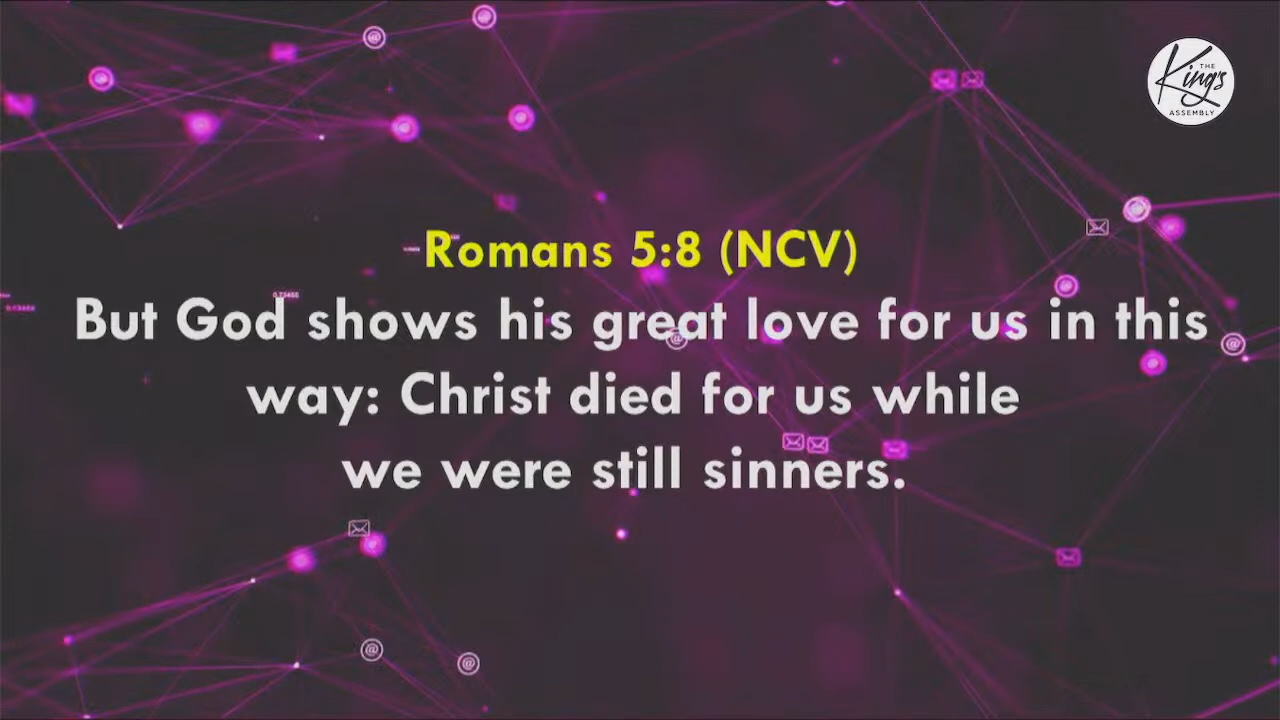 THE
King's
ASSEMBLY
Romans 5:8 (NCV)
But God shows his great love for us in this
way: Christ died for us while
we were still sinners.